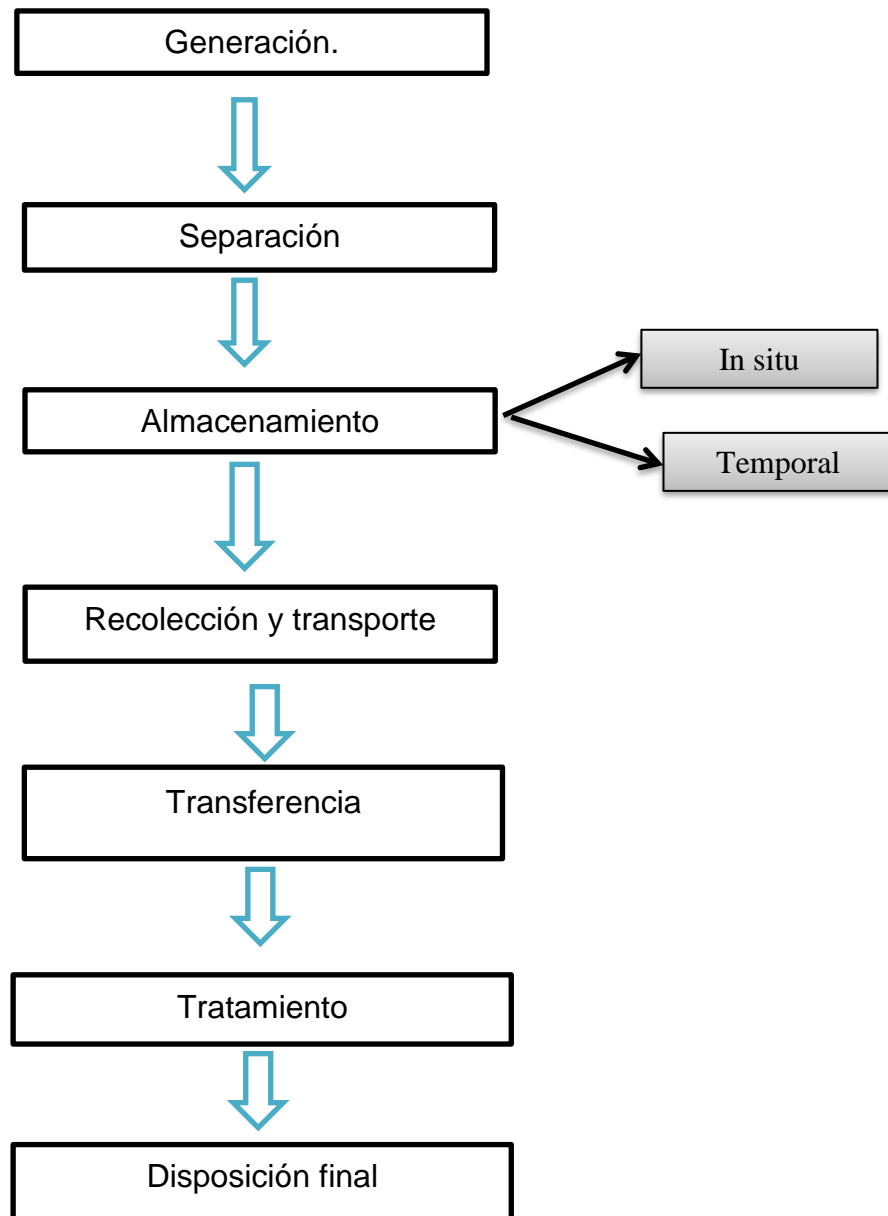 Generación.
Separación
In situ
Almacenamiento
Temporal
Recolección y transporte
Transferencia
Tratamiento
Disposición final